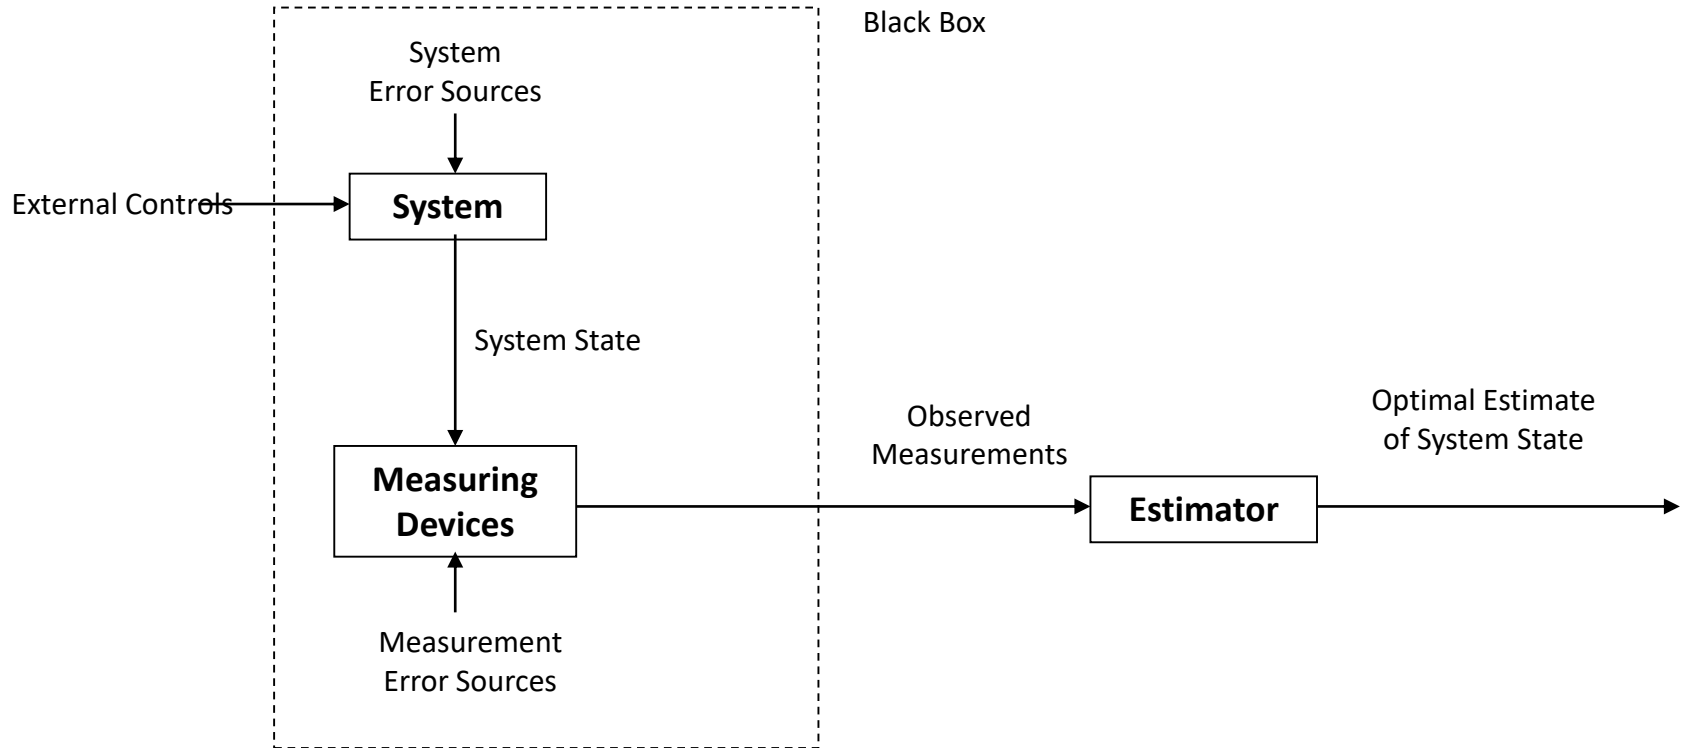 Black Box
System
Error Sources
External Controls
System
System State
Observed
Measurements
Optimal Estimate
of System State
Measuring
Devices
Estimator
Measurement
Error Sources